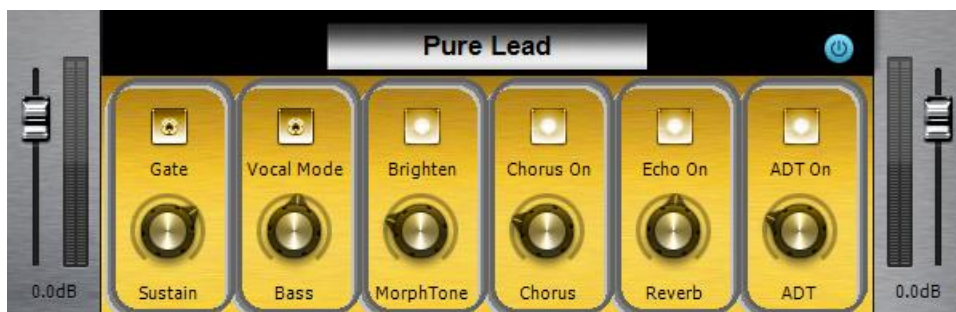 Pure Lead
Gate Vocal Mode Brighten Chorus On Echo On ADT On
0.0dB Sustain Bass MorphTone Chorus Reverb ADT 0.0dB